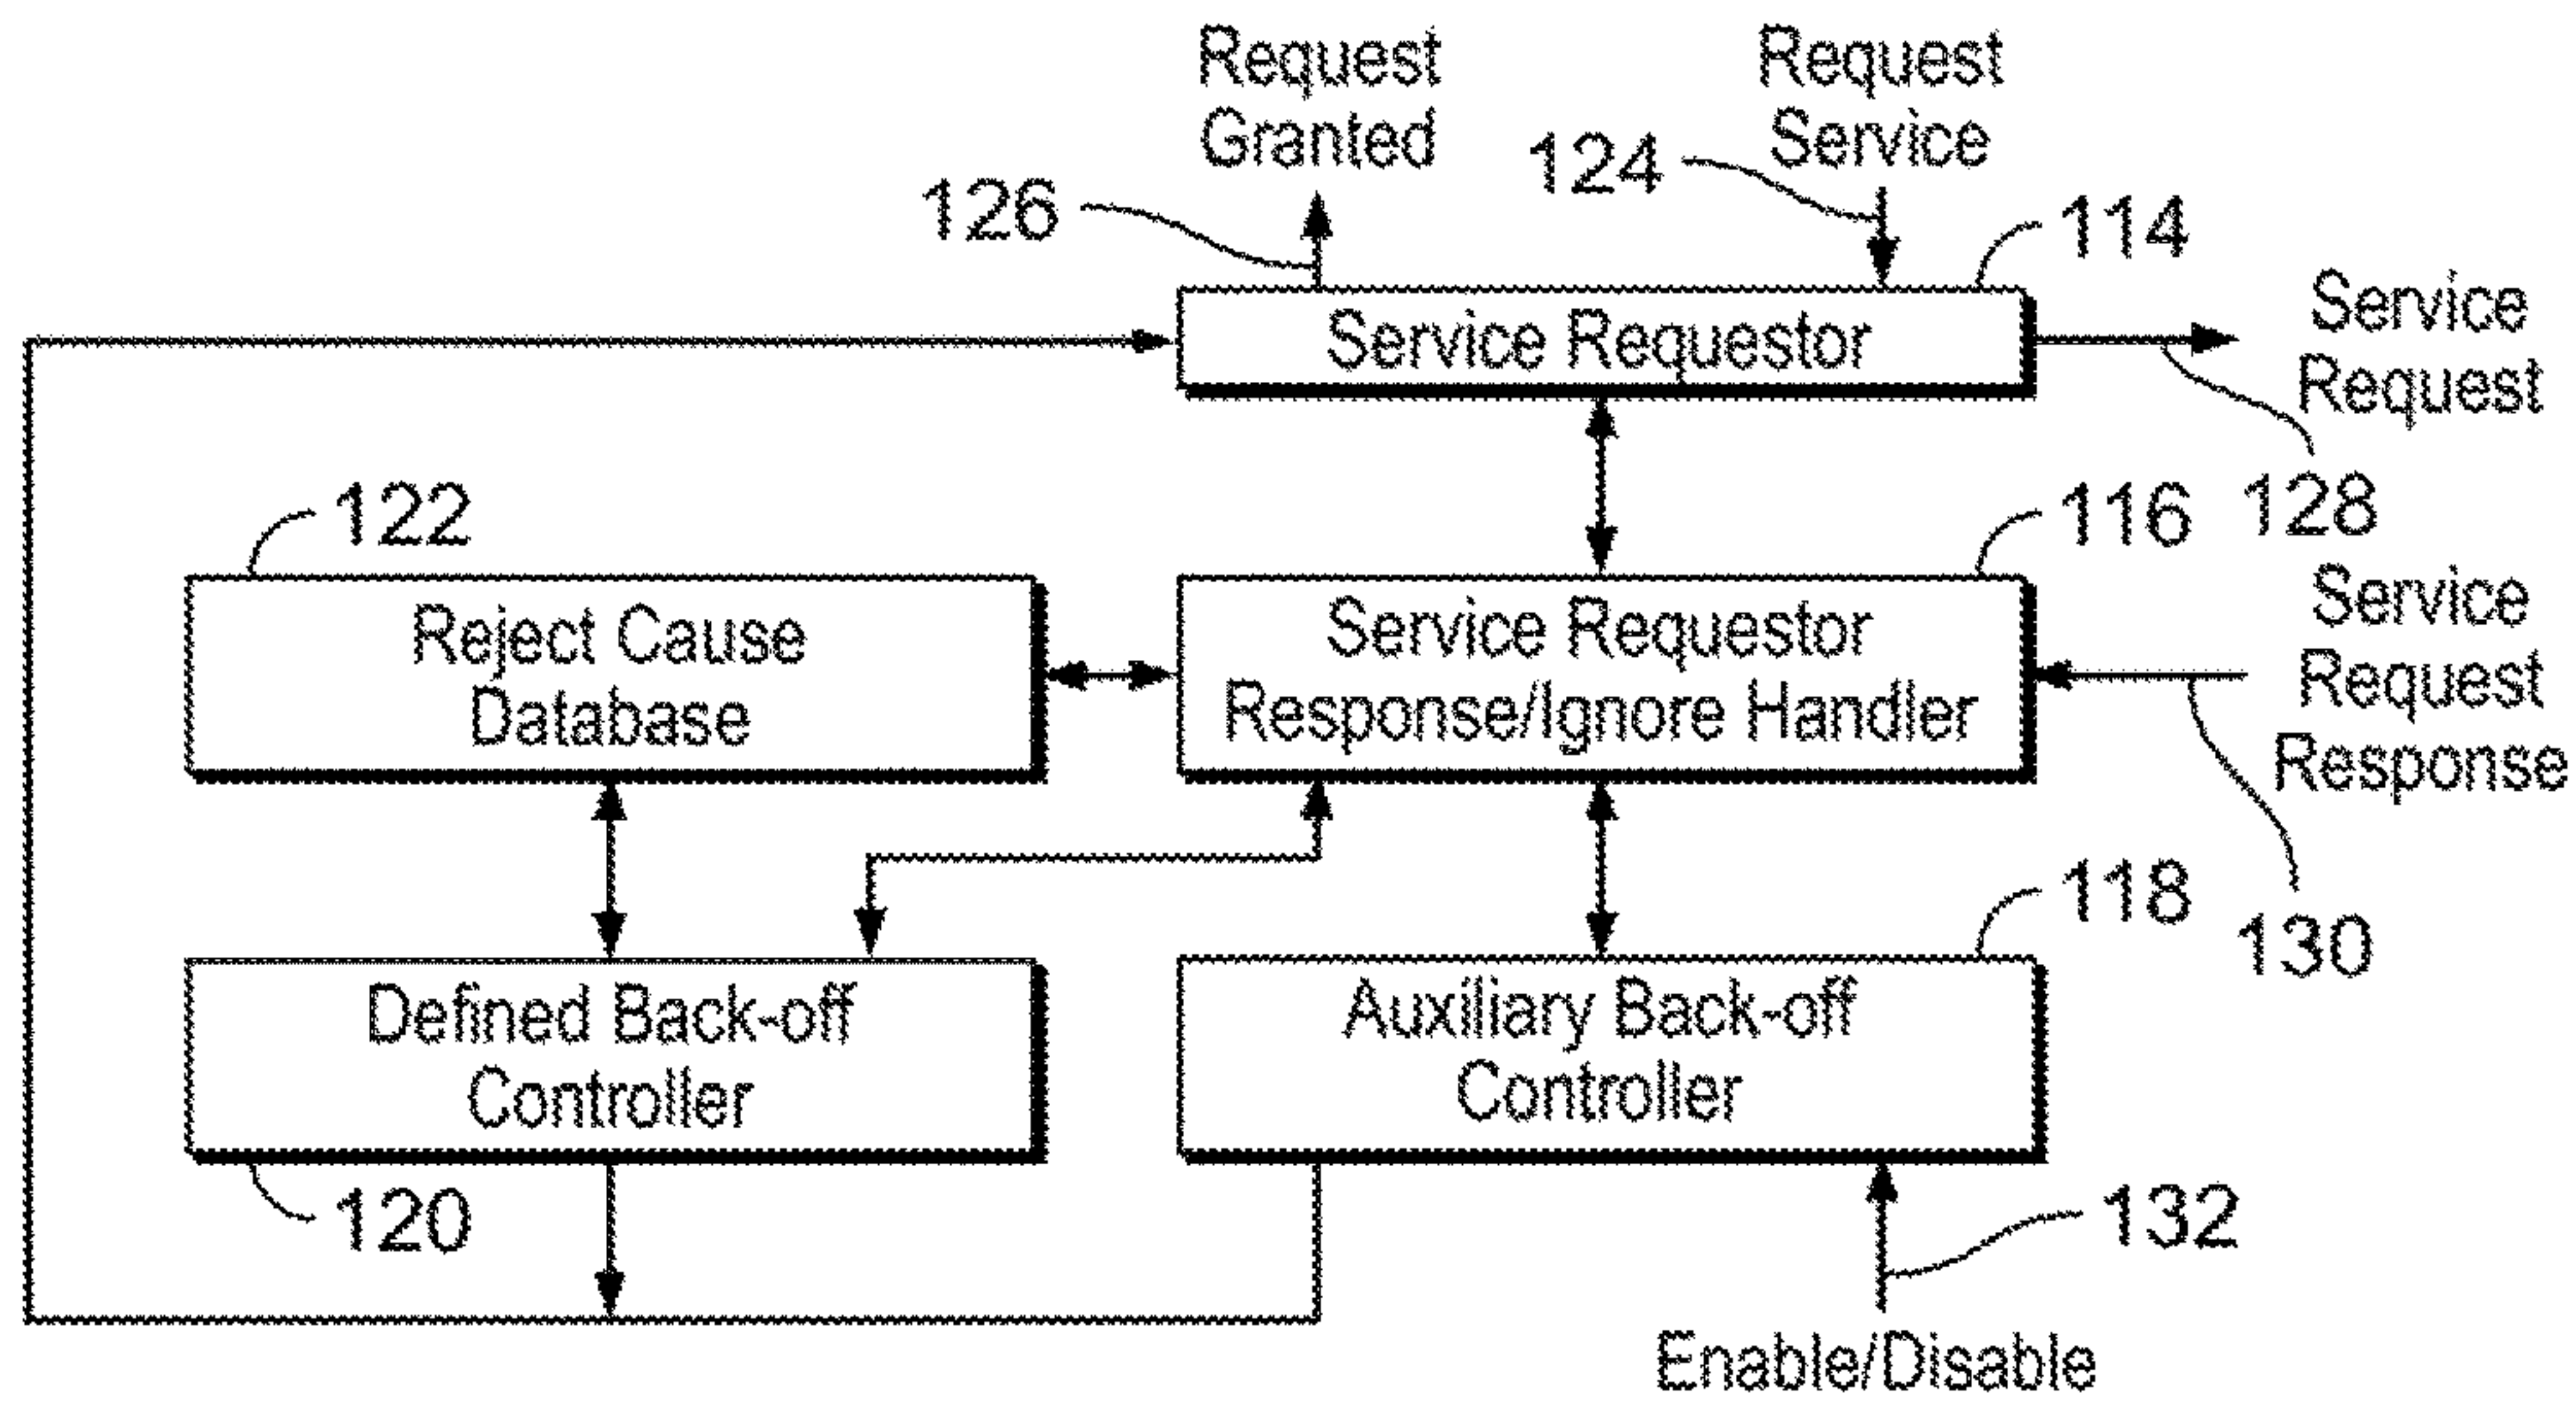 Request
Granted
Request
Service
126
124
114
Service Requestor
Service
Request
128
122
116
Reject Cause
Database
Service Requestor
Response/Ignore Handler
Service
Request
Response
130
118
Defined Back-off
Controller
Auxiliary Back-off
Controller
120
132
Enable/Disable